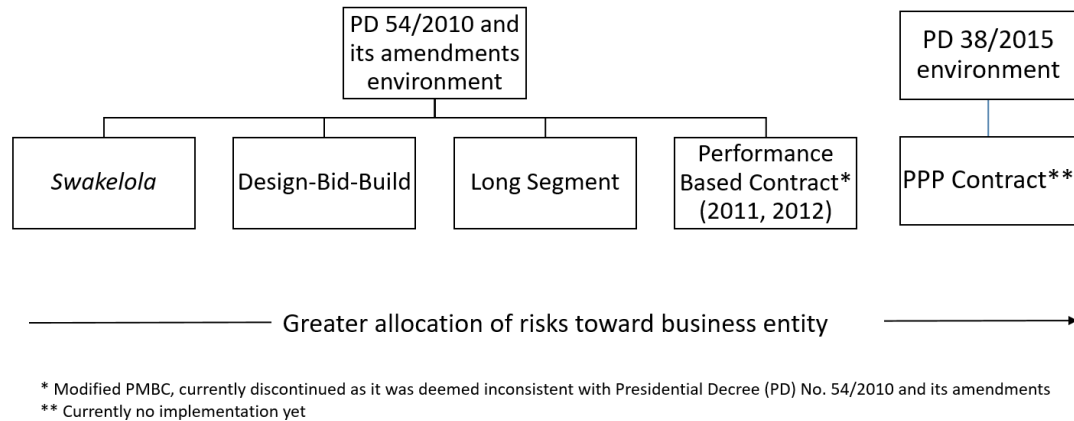 PD 54/2010 and
its amendments
environment
PD 38/2015
environment
Swakelola
Design-Bid-Build
Long Segment
Performance
Based Contract*
(2011, 2012)
PPP Contract**
Greater allocation of risks toward business entity
* Modified PMBC, currently discontinued as it was deemed inconsistent with Presidential Decree (PD) No. 54/2010 and its amendments
** Currently no implementation yet